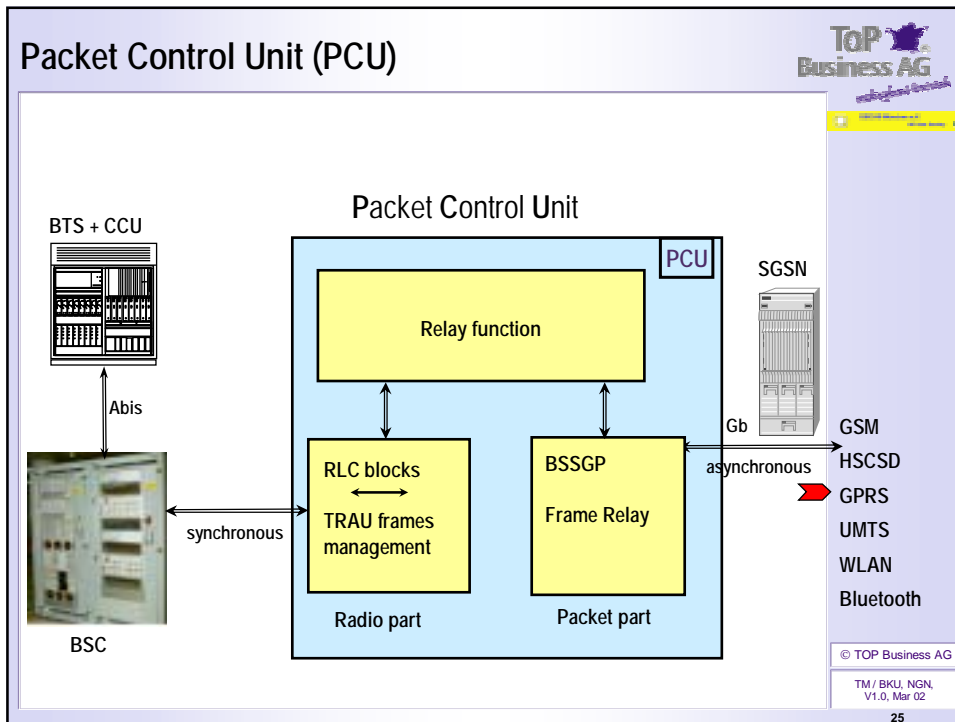 Packet Control Unit (PCU)
TOP
Business AG
Packet Control Unit
BTS + CCU
PCU
SGSN
Relay function
Abis
Gb
GSM
HSCSD
GPRS
UMTS
WLAN
Bluetooth
RLC blocks
TRAU frames
management
BSSGP
Frame Relay
asynchronous
synchronous
Radio part
Packet part
BSC
© TOP Business AG
TM / BKU, NGN,
V1.0, Mar 02
25